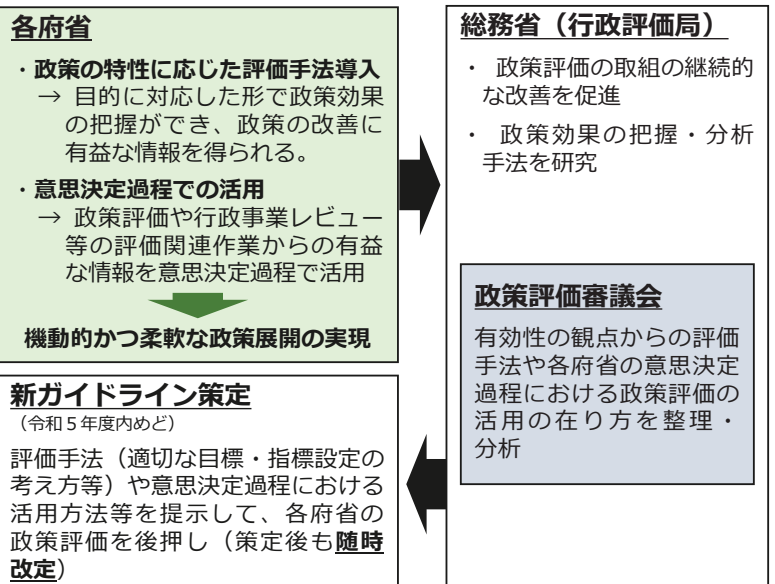 各府省
・政策の特性に応じた評価手法導入
→ 目的に対応した形で政策効果
の把握ができ、政策の改善に
有益な情報を得られる。
・意思決定過程での活用
→ 政策評価や行政事業レビュー
等の評価関連作業からの有益
な情報を意思決定過程で活用
機動的かつ柔軟な政策展開の実現
総務省（行政評価局）
・ 政策評価の取組の継続的
な改善を促進
・ 政策効果の把握・分析
手法を研究
政策評価審議会
有効性の観点からの評価
手法や各府省の意思決定
過程における政策評価の
活用の在り方を整理・
分析
新ガイドライン策定
（令和５年度内めど）
評価手法（適切な目標・指標設定の
考え方等）や意思決定過程における
活用方法等を提示して、各府省の
政策評価を後押し（策定後も随時
改定）